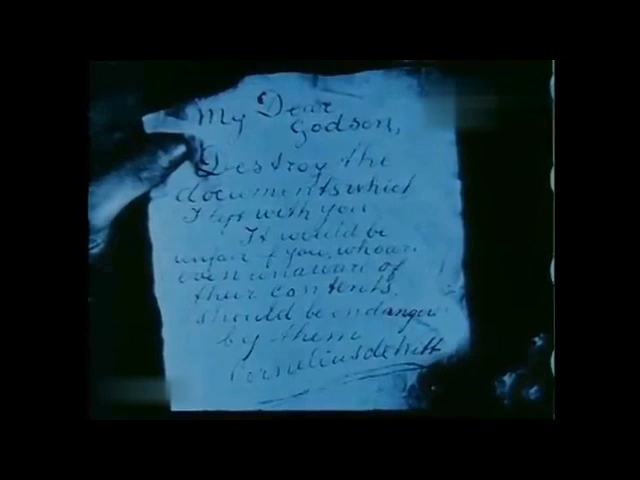 My Dear
Godson,
Destroy the
documents which
I left with you
It would be
unfair if you, who are
even unaware of
their contents,
should be endanger
by them
Cornelius de Witt